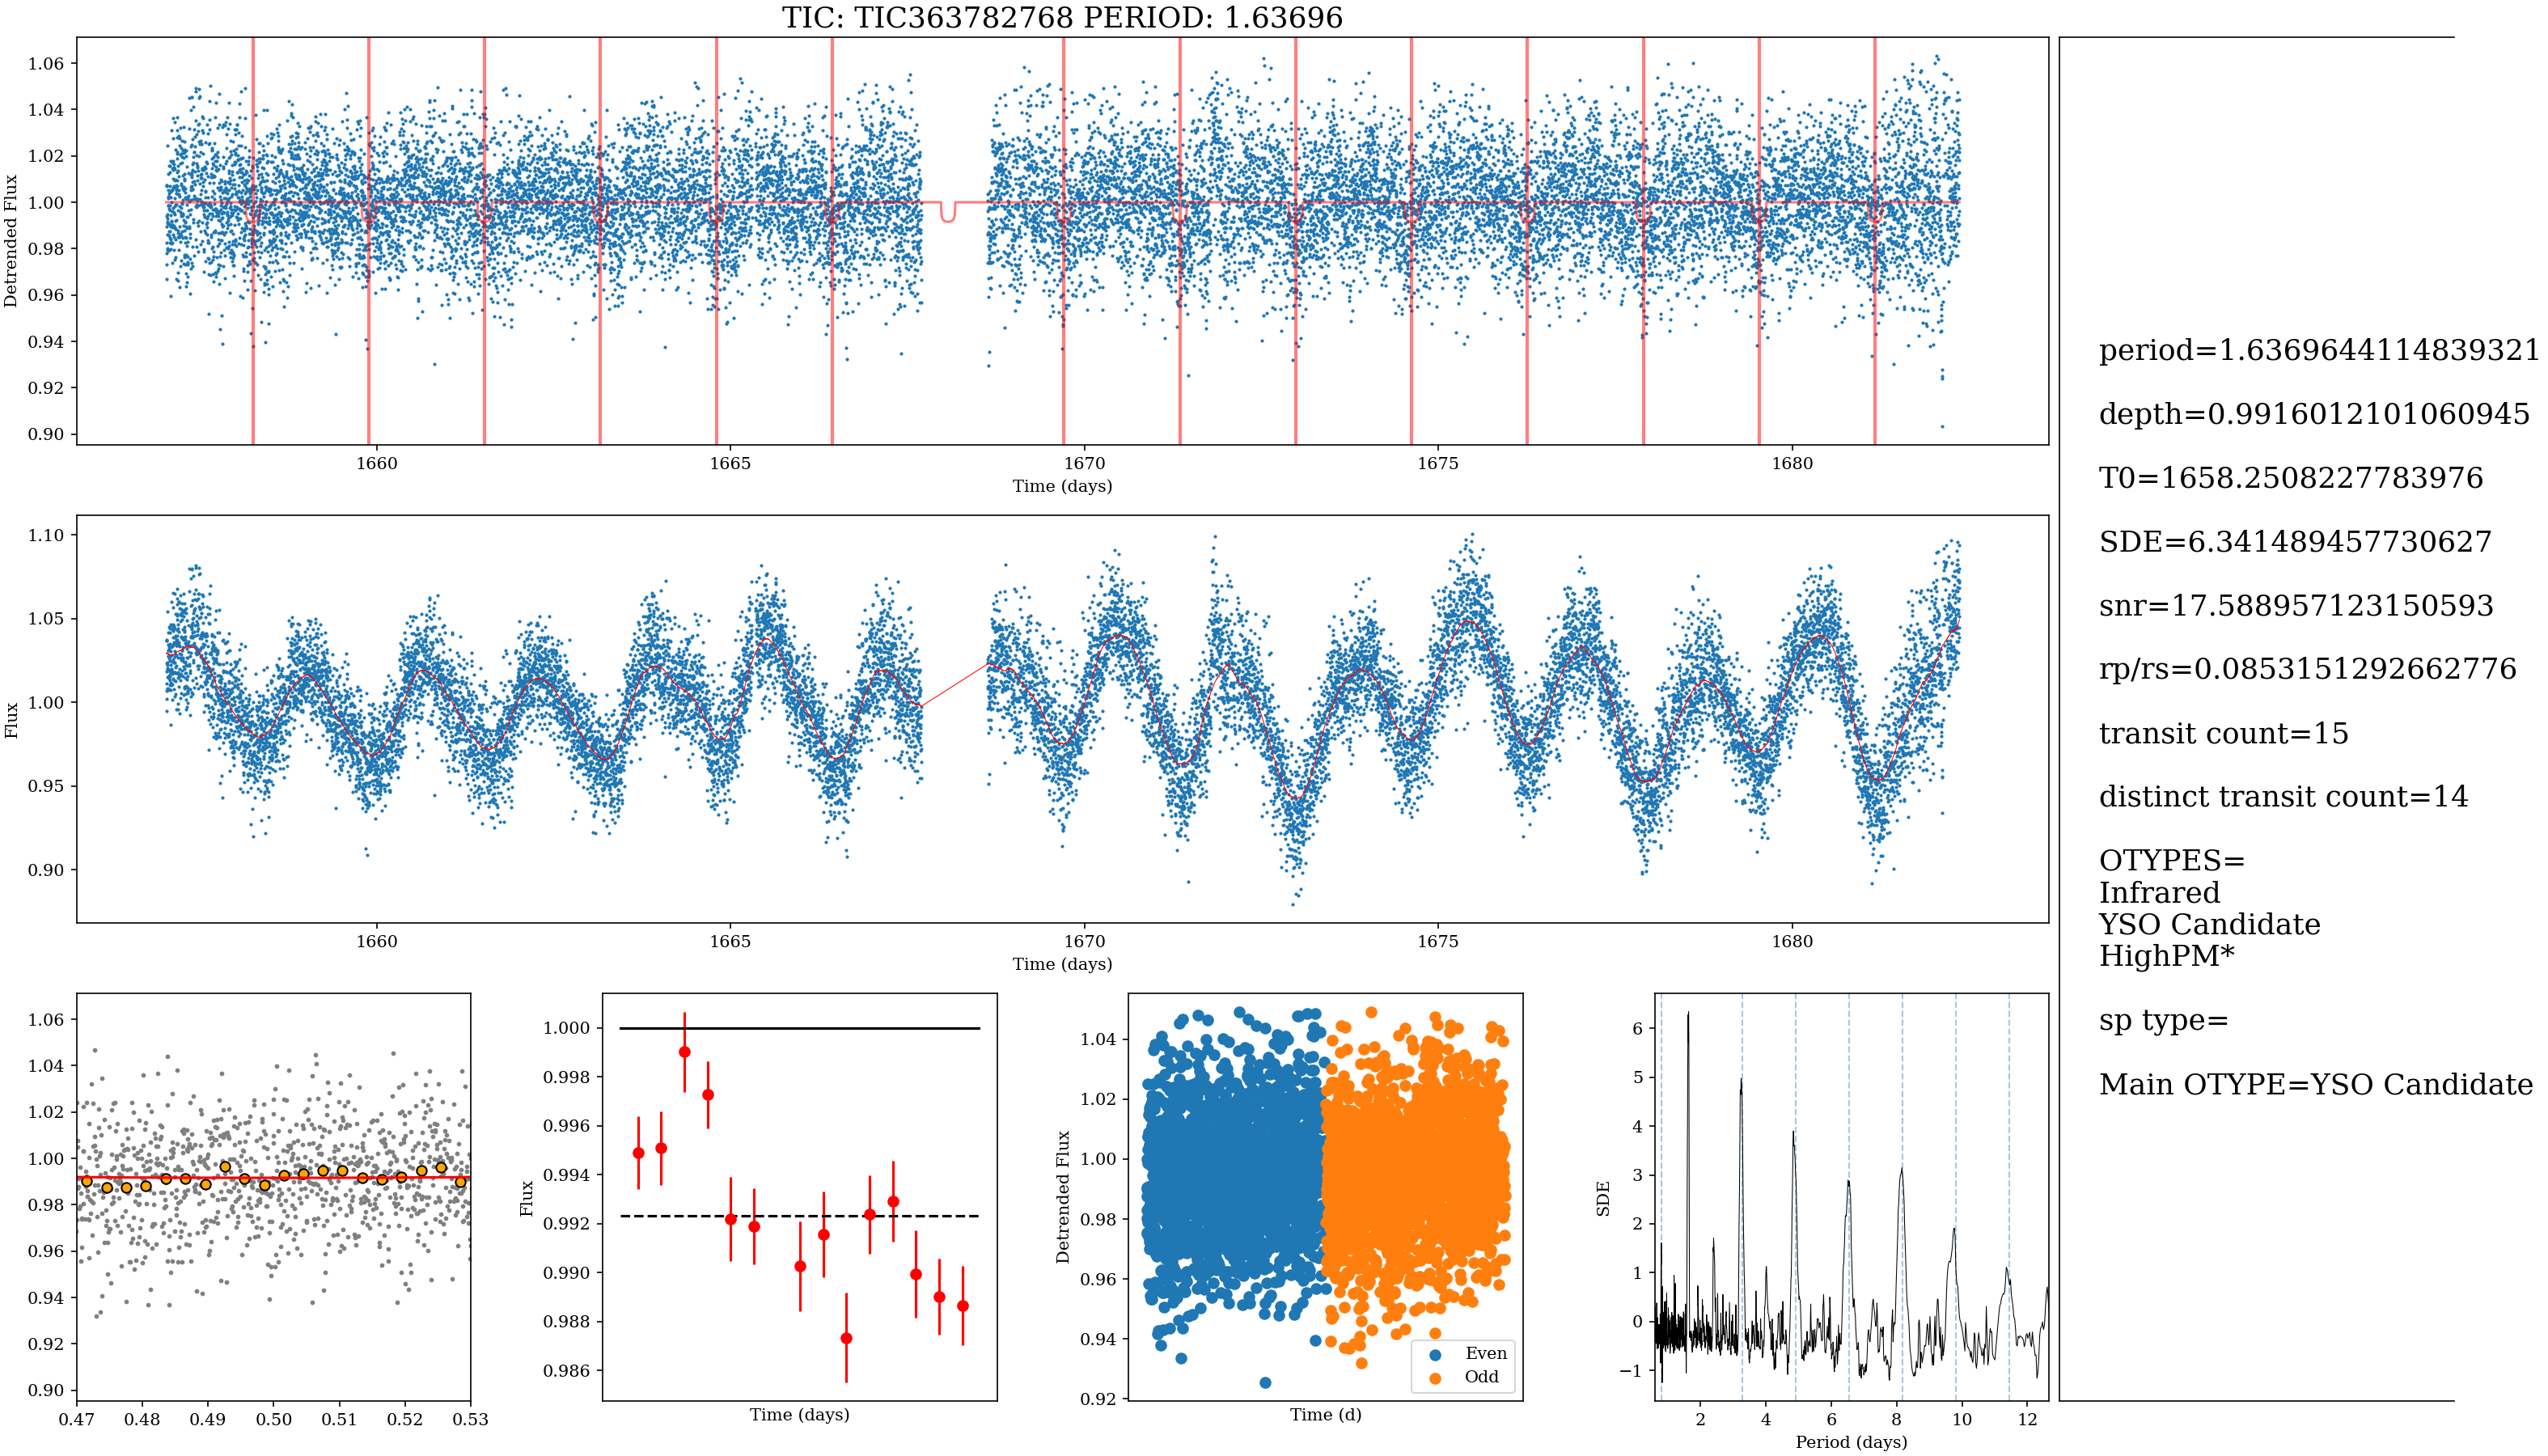 TIC: TIC363782768 PERIOD: 1.63696
1.06
1.04
1.02
1.00
0.98
0.96
0.94
0.92
0.90
Detrended Flux
1660
1665
1670
1675
1680
Time (days)
1.10
1.05
1.00
0.95
0.90
Flux
1660
1665
1670
1675
1680
Time (days)
1.06
1.04
1.02
1.00
0.98
0.96
0.94
0.92
0.90
0.47
0.48
0.49
0.50
0.51
0.52
0.53
1.000
0.998
0.996
0.994
0.992
0.990
0.988
0.986
Flux
Time (days)
1.04
1.02
1.00
0.98
0.96
0.94
0.92
Detrended Flux
Even
Odd
Time (d)
6
5
4
3
2
1
0
−1
SDE
2
4
6
8
10
12
Period (days)
period=1.6369644114839321
depth=0.9916012101060945
T0=1658.2508227783976
SDE=6.341489457730627
snr=17.588957123150593
rp/rs=0.0853151292662776
transit count=15
distinct transit count=14
OTYPES=
Infrared
YSO Candidate
HighPM*
sp type=
Main OTYPE=YSO Candidate